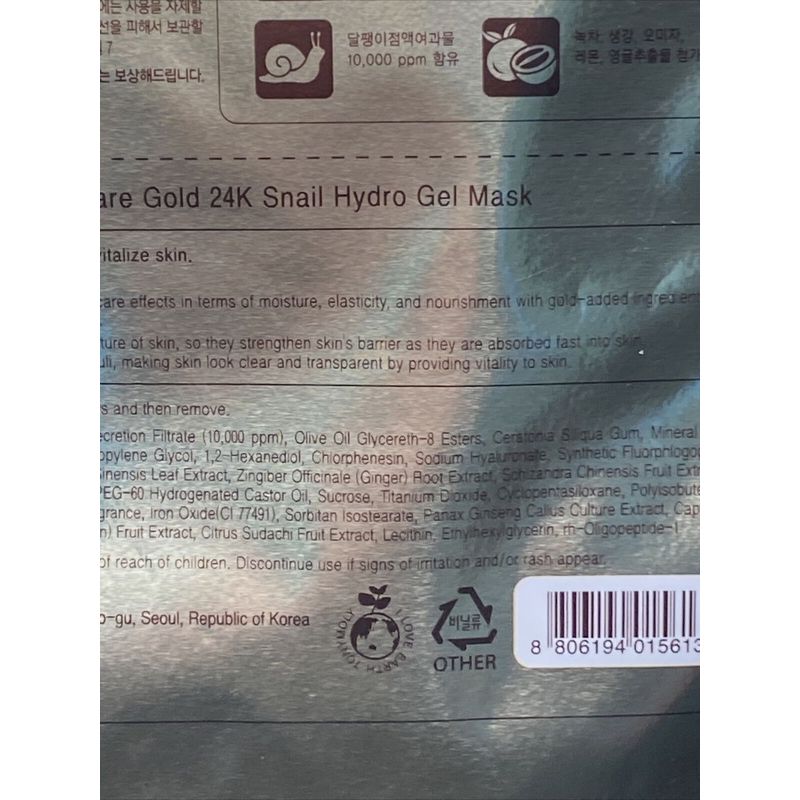 에는 사용을 자제할
선을 피해서 보관할
17
는 보상해드립니다.
달팽이점액여과물
10,000 ppm 함유
녹차, 생강, 오미자,
레몬, 영귤추출물 첨가
are Gold 24K Snail Hydro Gel Mask
vitalize skin.
care effects in terms of moisture, elasticity, and nourishment with gold-added ingredient
ture of skin, so they strengthen skin's barrier as they are absorbed fast into skin.
uli, making skin look clear and transparent by providing vitality to skin.
s and then remove.
ecretion Filtrate (10,000 ppm), Olive Oil Glycereth-8 Esters, Ceratonia Siliqua Gum, Mineral
opylene Glycol, 1,2-Hexanediol, Chlorphenesin, Sodium Hyaluronate, Synthetic Fluorphlogop
inensis Leaf Extract, Zingiber Officinale (Ginger) Root Extract, Schizandra Chinensis Fruit Extr
PEG-60 Hydrogenated Castor Oil, Sucrose, Titanium Dioxide, Cyclopentasiloxane, Polyisobute
grance, Iron Oxide(CI 77491), Sorbitan Isostearate, Panax Ginseng Callus Culture Extract, Cap
n) Fruit Extract, Citrus Sudachi Fruit Extract, Lecithin, Ethylhexylglycerin, rh-Oligopeptide-1
of reach of children. Discontinue use if signs of irritation and/or rash appear.
o-gu, Seoul, Republic of Korea
TONYMOLY I LOVE EARTH
비닐류
OTHER
8 806194 015613